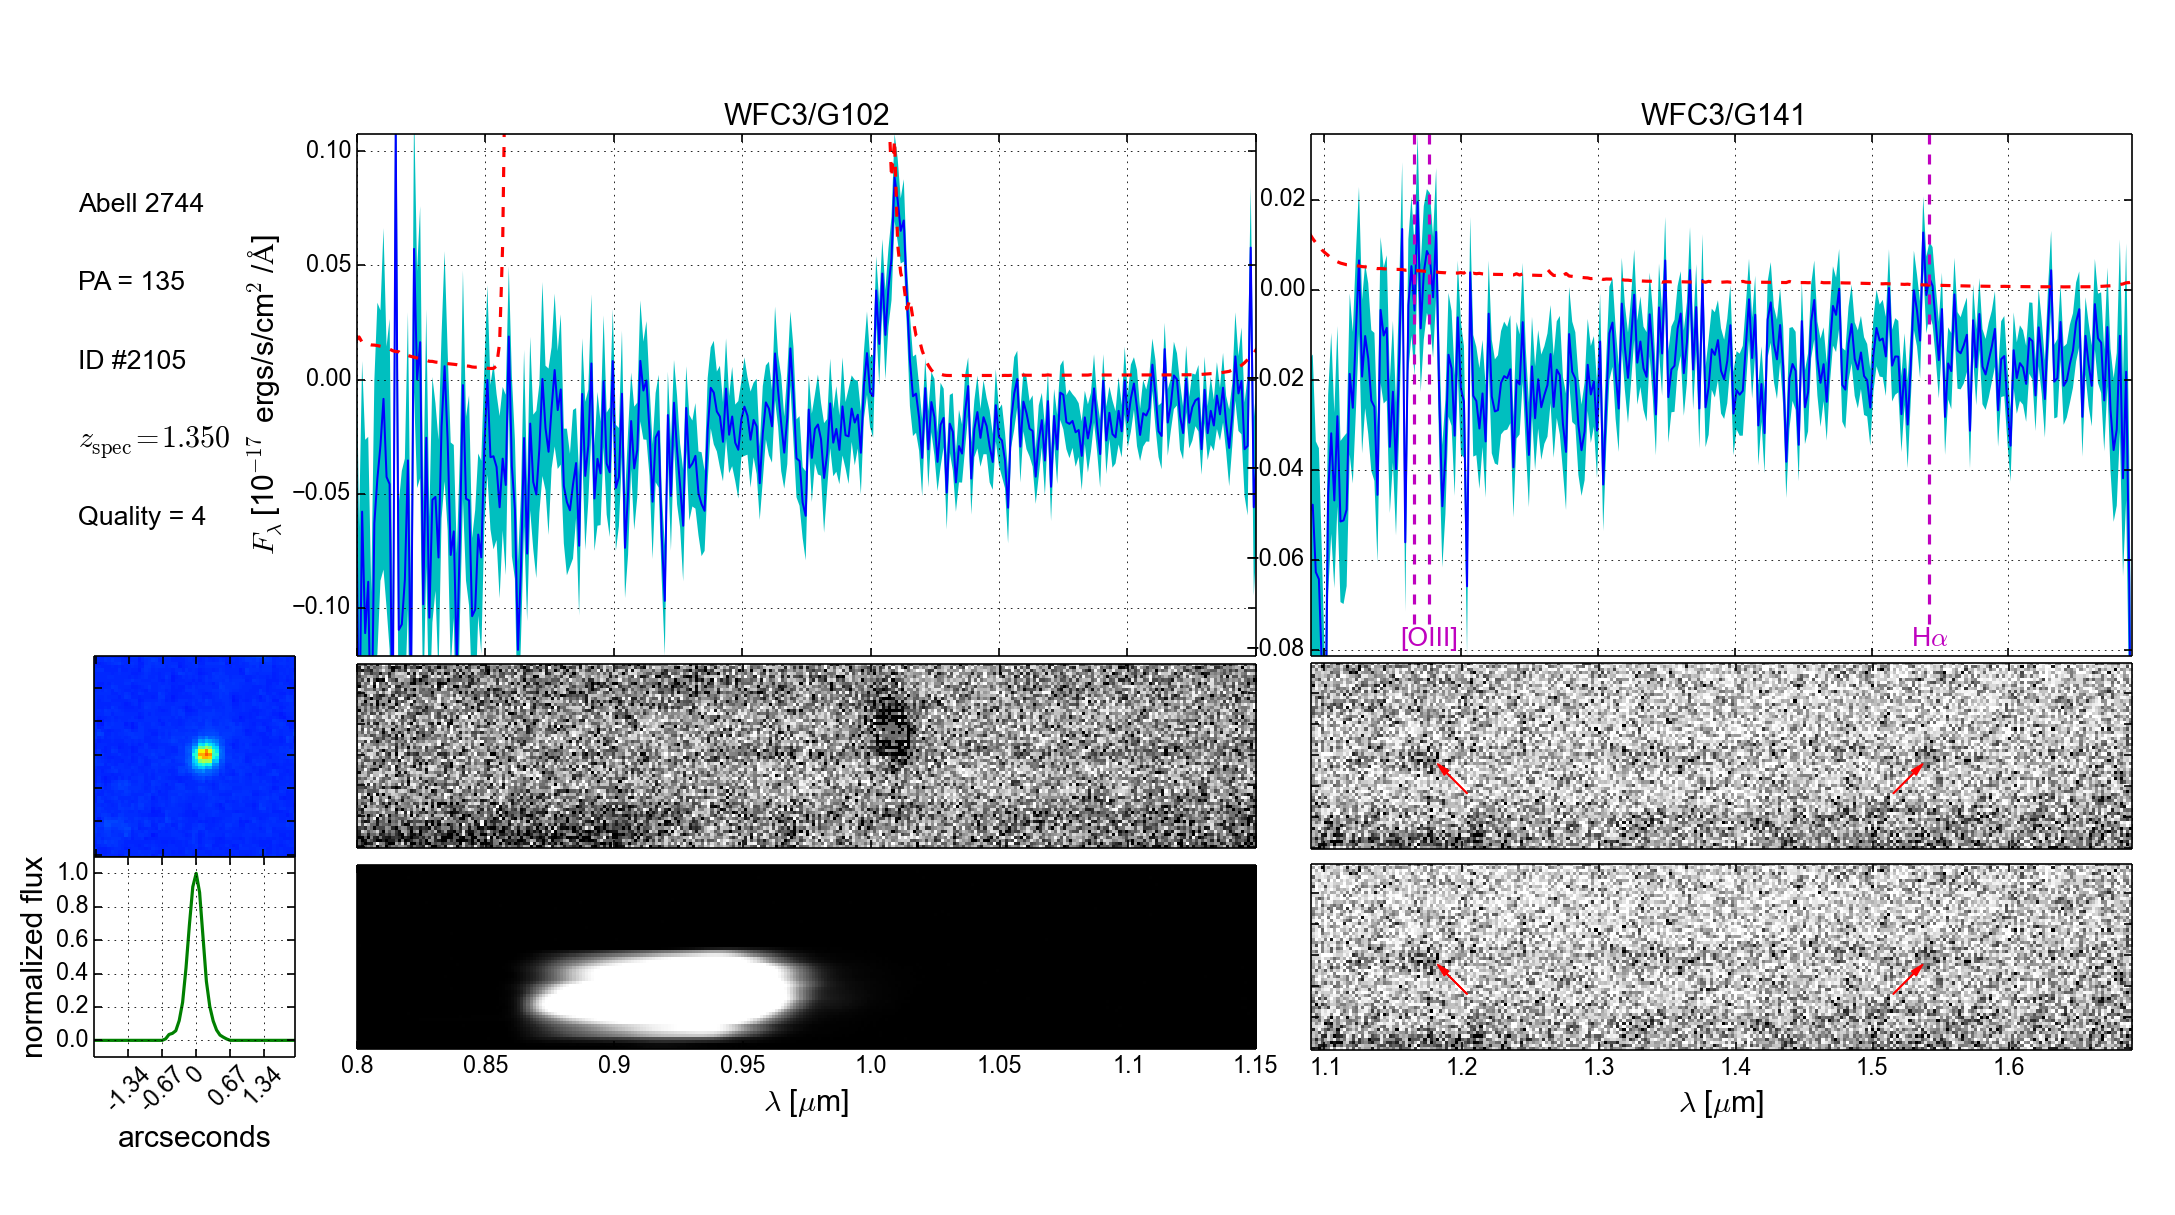 WFC3/G102
WFC3/G141
Abell 2744
PA = 135
ID #2105
z_spec = 1.350
Quality = 4
F_λ [10^−17 ergs/s/cm^2 /Å]
0.10
0.05
0.00
−0.05
−0.10
0.02
0.00
−0.02
−0.04
−0.06
−0.08
[OIII]
Hα
normalized flux
1.0
0.8
0.6
0.4
0.2
0.0
-1.34 -0.67 0 0.67 1.34
arcseconds
0.8 0.85 0.9 0.95 1.0 1.05 1.1 1.15
λ [μm]
1.1 1.2 1.3 1.4 1.5 1.6
λ [μm]